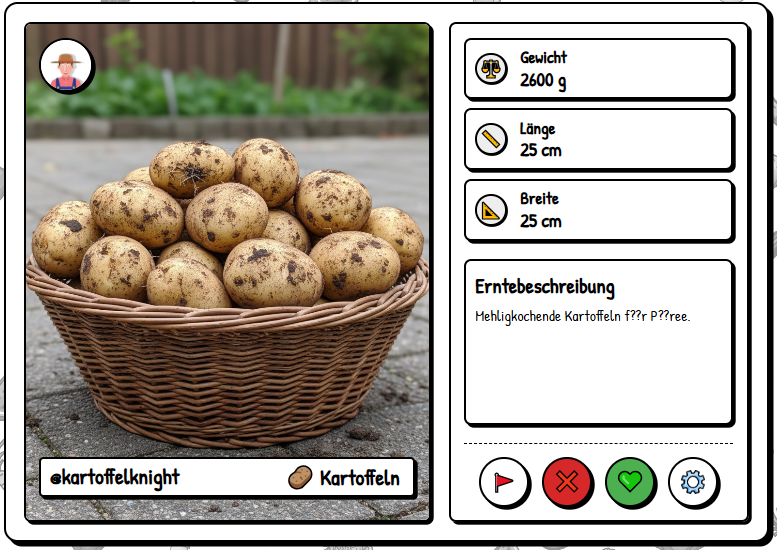 Gewicht
2600 g
Länge
25 cm
Breite
25 cm
Erntebeschreibung
Mehligkochende Kartoffeln f??r P??ree.
@kartoffelknight
Kartoffeln